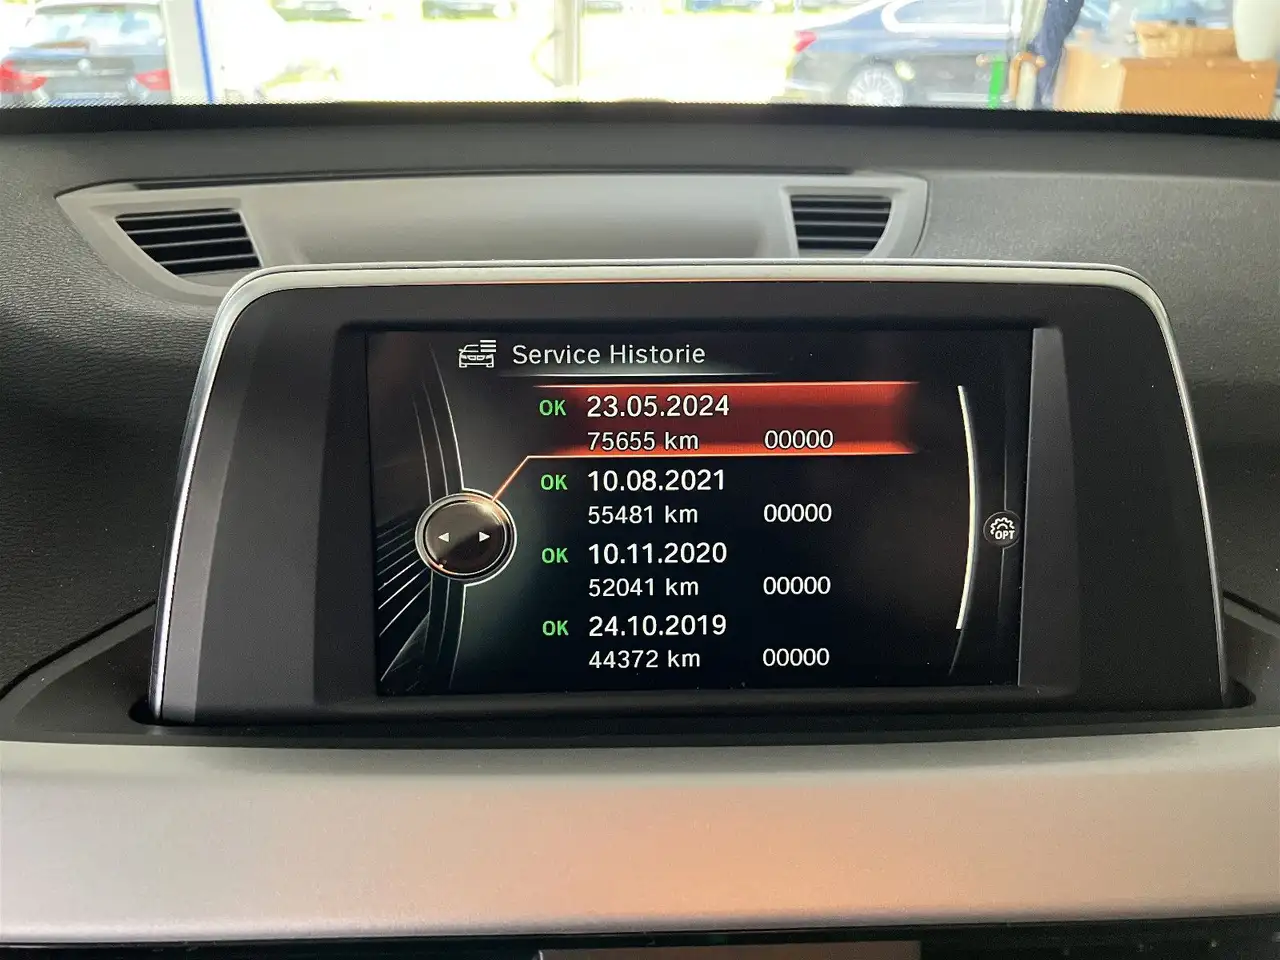 Service Historie
OK 23.05.2024
75655 km 00000
OK 10.08.2021
55481 km 00000
OK 10.11.2020
52041 km 00000
OK 24.10.2019
44372 km 00000
OPT